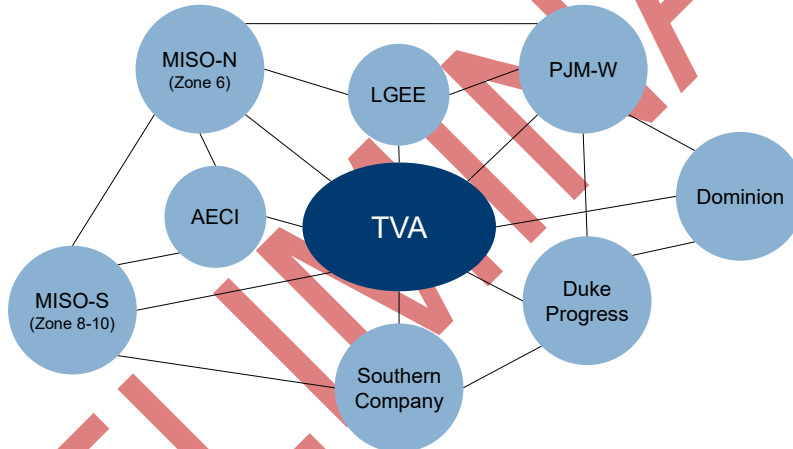 MISO-N
(Zone 6)
LGEE
PJM-W
AECI
TVA
Dominion
MISO-S
(Zone 8-10)
Duke
Progress
Southern
Company